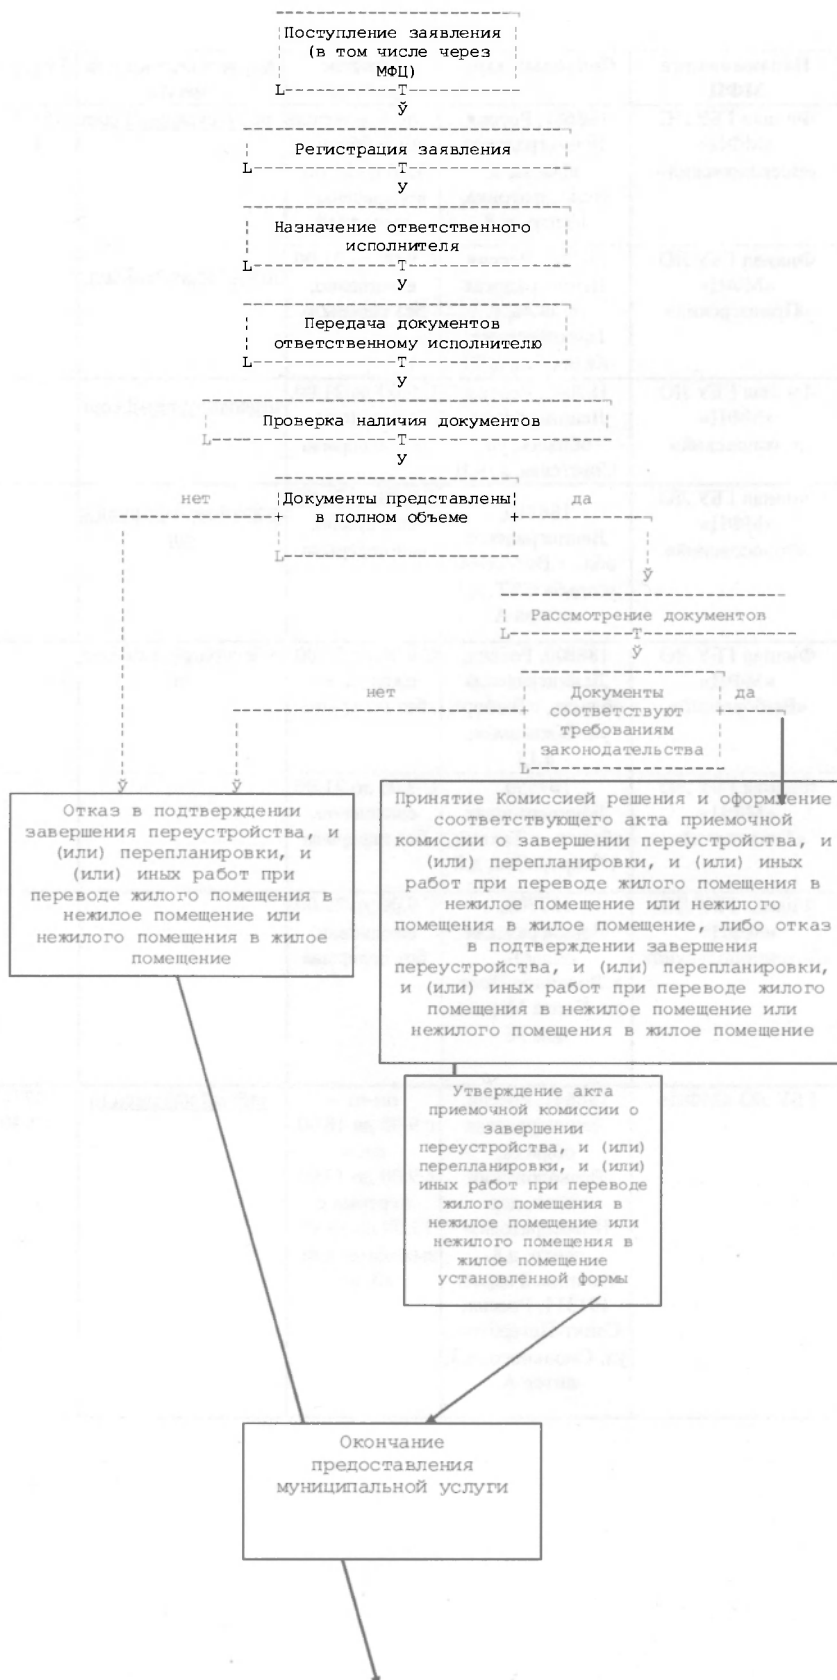 Поступление заявления
(в том числе через
МФЦ)
Регистрация заявления
Назначение ответственного
исполнителя
Передача документов
ответственному исполнителю
Проверка наличия документов
нет
Документы представлены
в полном объеме
да
Рассмотрение документов
нет
Документы
соответствуют
требованиям
законодательства
да
Отказ в подтверждении
завершения переустройства, и
(или) перепланировки, и
(или) иных работ при
переводе жилого помещения в
нежилое помещение или
нежилого помещения в жилое
помещение
Принятие Комиссией решения и оформление
соответствующего акта приемочной
комиссии о завершении переустройства, и
(или) перепланировки, и (или) иных
работ при переводе жилого помещения в
нежилое помещение или нежилого
помещения в жилое помещение, либо отказ
в подтверждении завершения
переустройства, и (или) перепланировки,
и (или) иных работ при переводе жилого
помещения в нежилое помещение или
нежилого помещения в жилое помещение
Утверждение акта
приемочной комиссии о
завершении
переустройства, и (или)
перепланировки, и (или)
иных работ при переводе
жилого помещения в
нежилое помещение или
нежилого помещения в
жилое помещение
установленной формы
Окончание
предоставления
муниципальной услуги